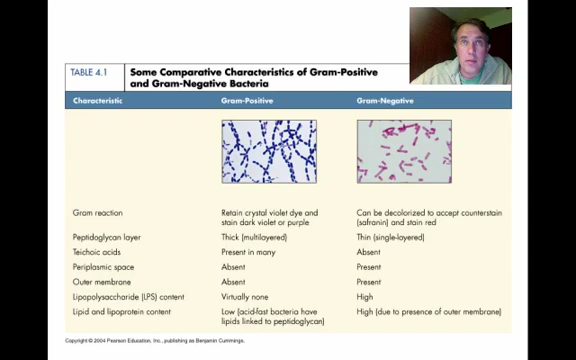 TABLE 4.1
Some Comparative Characteristics of Gram-Positive
and Gram-Negative Bacteria
Characteristic Gram-Positive Gram-Negative
Gram reaction Retain crystal violet dye and Can be decolorized to accept counterstain
stain dark violet or purple (safranin) and stain red
Peptidoglycan layer Thick (multilayered) Thin (single-layered)
Teichoic acids Present in many Absent
Periplasmic space Absent Present
Outer membrane Absent Present
Lipopolysaccharide (LPS) content Virtually none High
Lipid and lipoprotein content Low (acid-fast bacteria have High (due to presence of outer membrane)
lipids linked to peptidoglycan)
Copyright © 2004 Pearson Education, Inc., publishing as Benjamin Cummings.